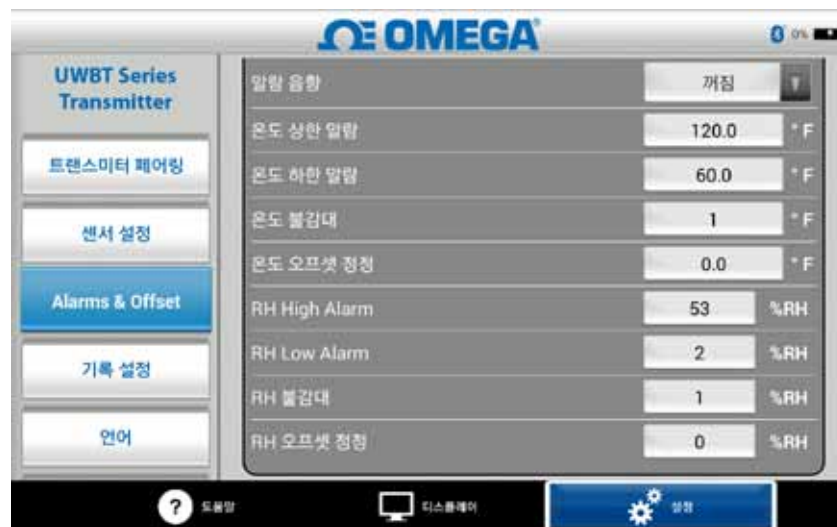 OMEGA
0%
UWBT Series
Transmitter
트랜스미터 페어링
센서 설정
Alarms & Offset
기록 설정
언어
알람 음향 꺼짐
온도 상한 알람 120.0 °F
온도 하한 알람 60.0 °F
온도 불감대 1 °F
온도 오프셋 정정 0.0 °F
RH High Alarm 53 %RH
RH Low Alarm 2 %RH
RH 불감대 1 %RH
RH 오프셋 정정 0 %RH
? 도움말 디스플레이 설정